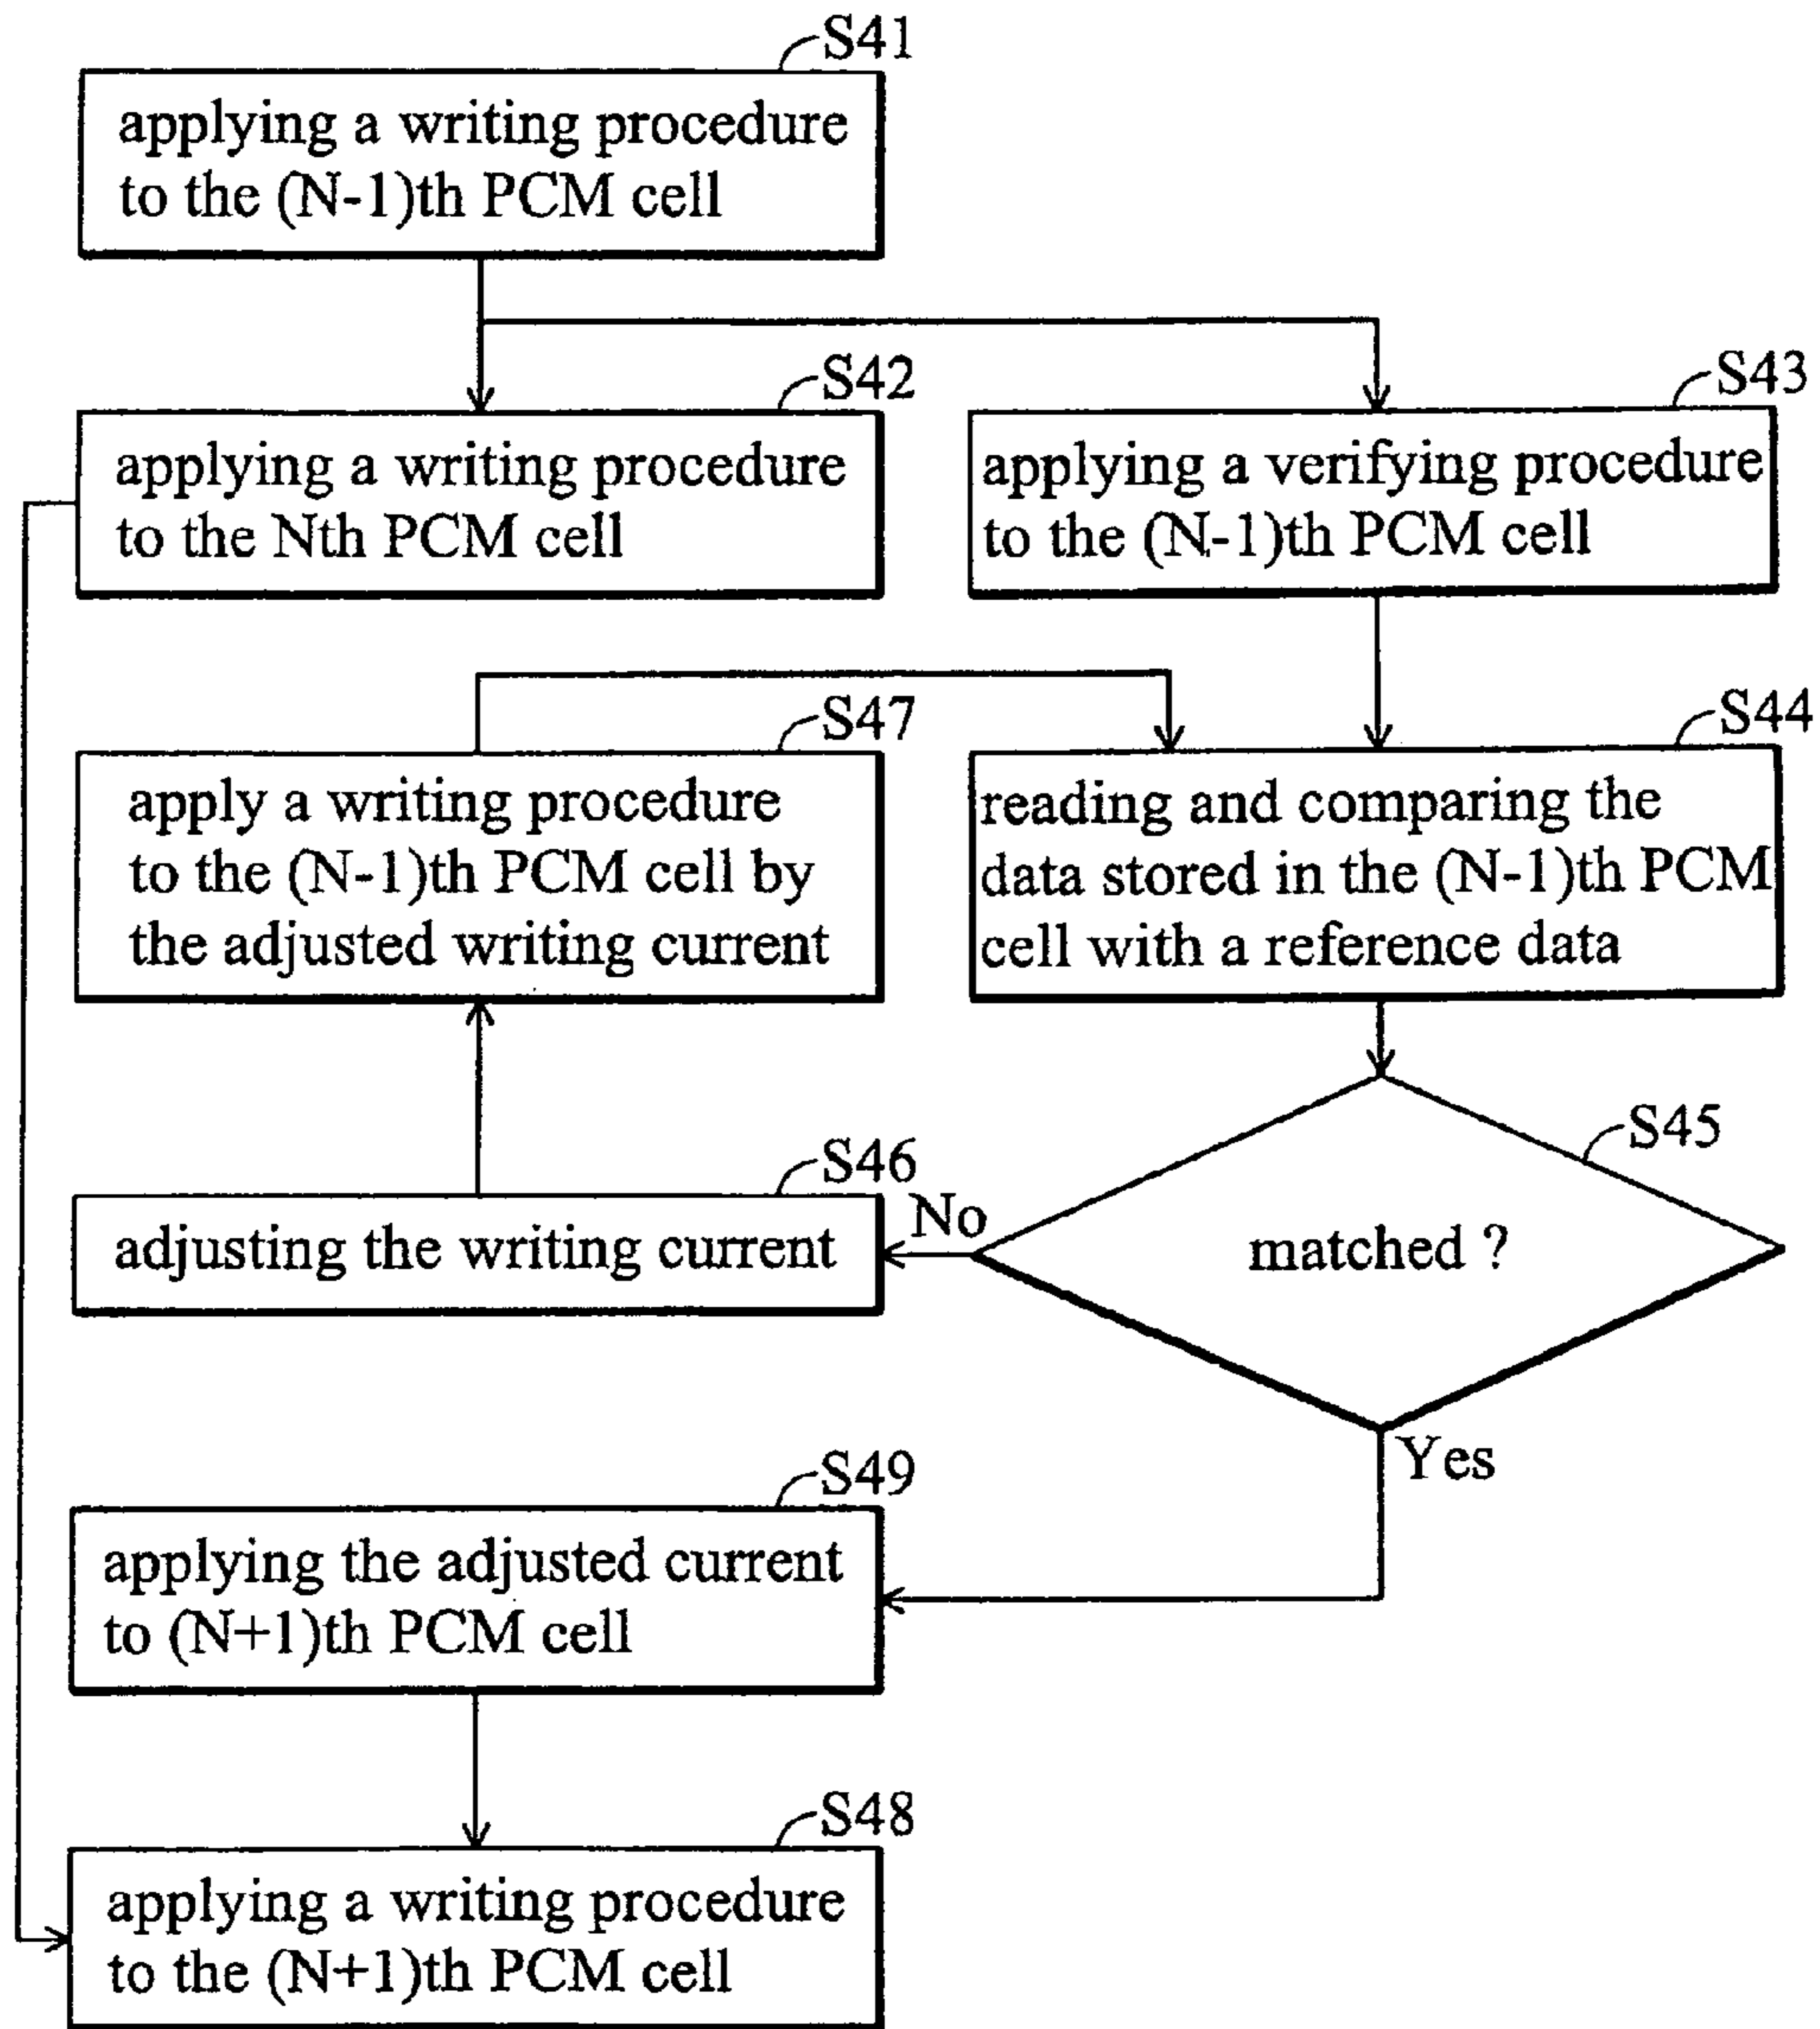 S41
applying a writing procedure
to the (N-1)th PCM cell
S42
applying a writing procedure
to the Nth PCM cell
S43
applying a verifying procedure
to the (N-1)th PCM cell
S47
apply a writing procedure
to the (N-1)th PCM cell by
the adjusted writing current
S44
reading and comparing the
data stored in the (N-1)th PCM
cell with a reference data
S45
matched ?
No
S46
adjusting the writing current
Yes
S49
applying the adjusted current
to (N+1)th PCM cell
S48
applying a writing procedure
to the (N+1)th PCM cell